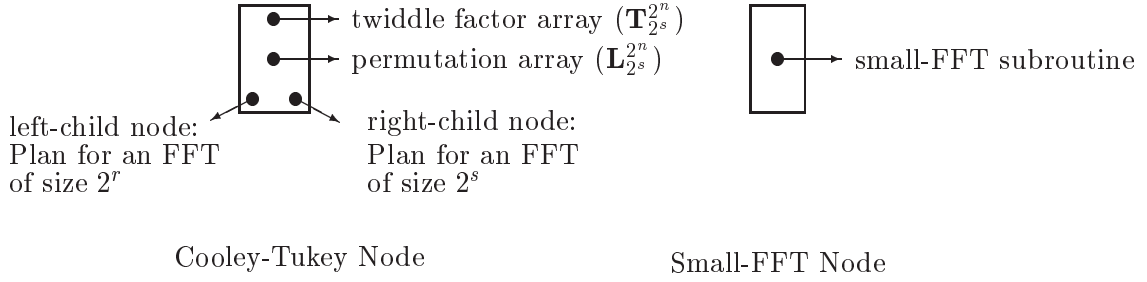 twiddle factor array (T_{2^s}^{2^n})
permutation array (L_{2^s}^{2^n})
left-child node:
Plan for an FFT
of size 2^r
right-child node:
Plan for an FFT
of size 2^s
small-FFT subroutine
Cooley-Tukey Node
Small-FFT Node